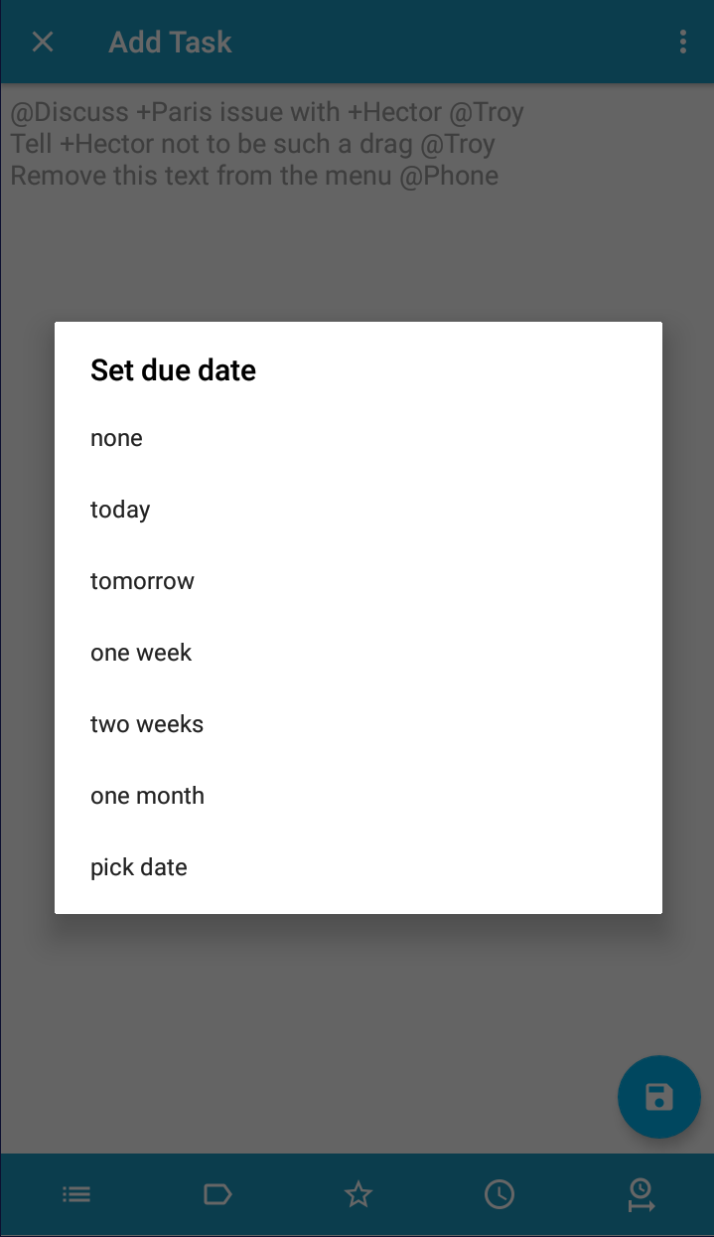 Add Task
@Discuss +Paris issue with +Hector @Troy
Tell +Hector not to be such a drag @Troy
Remove this text from the menu @Phone
Set due date
none
today
tomorrow
one week
two weeks
one month
pick date